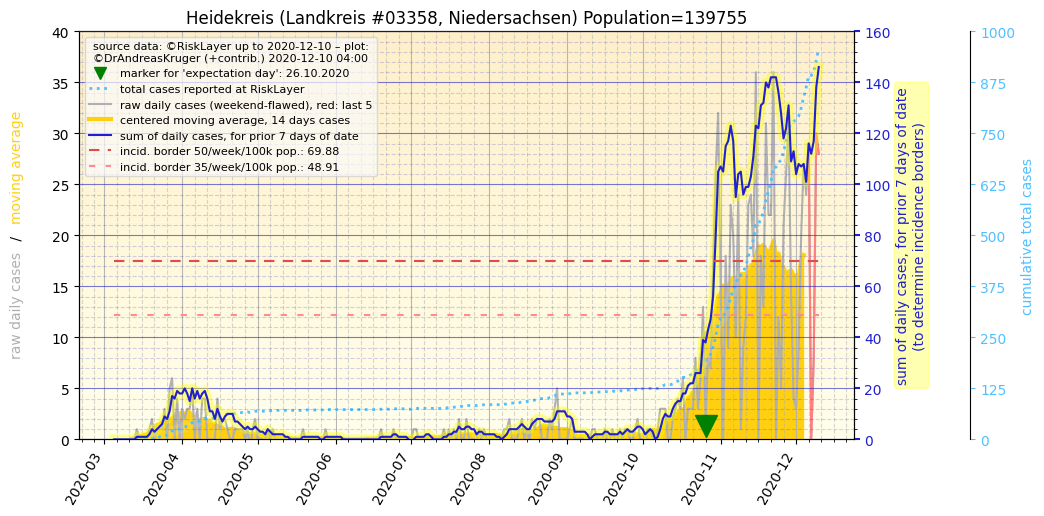 Heidekreis (Landkreis #03358, Niedersachsen) Population=139755
source data: ©RiskLayer up to 2020-12-10 – plot:
©DrAndreasKruger (+contrib.) 2020-12-10 04:00
marker for 'expectation day': 26.10.2020
total cases reported at RiskLayer
raw daily cases (weekend-flawed), red: last 5
centered moving average, 14 days cases
sum of daily cases, for prior 7 days of date
incid. border 50/week/100k pop.: 69.88
incid. border 35/week/100k pop.: 48.91
raw daily cases / moving average
40
35
30
25
20
15
10
5
0
2020-03
2020-04
2020-05
2020-06
2020-07
2020-08
2020-09
2020-10
2020-11
2020-12
160
140
120
100
80
60
40
20
0
sum of daily cases, for prior 7 days of date
(to determine incidence borders)
1000
875
750
625
500
375
250
125
0
cumulative total cases